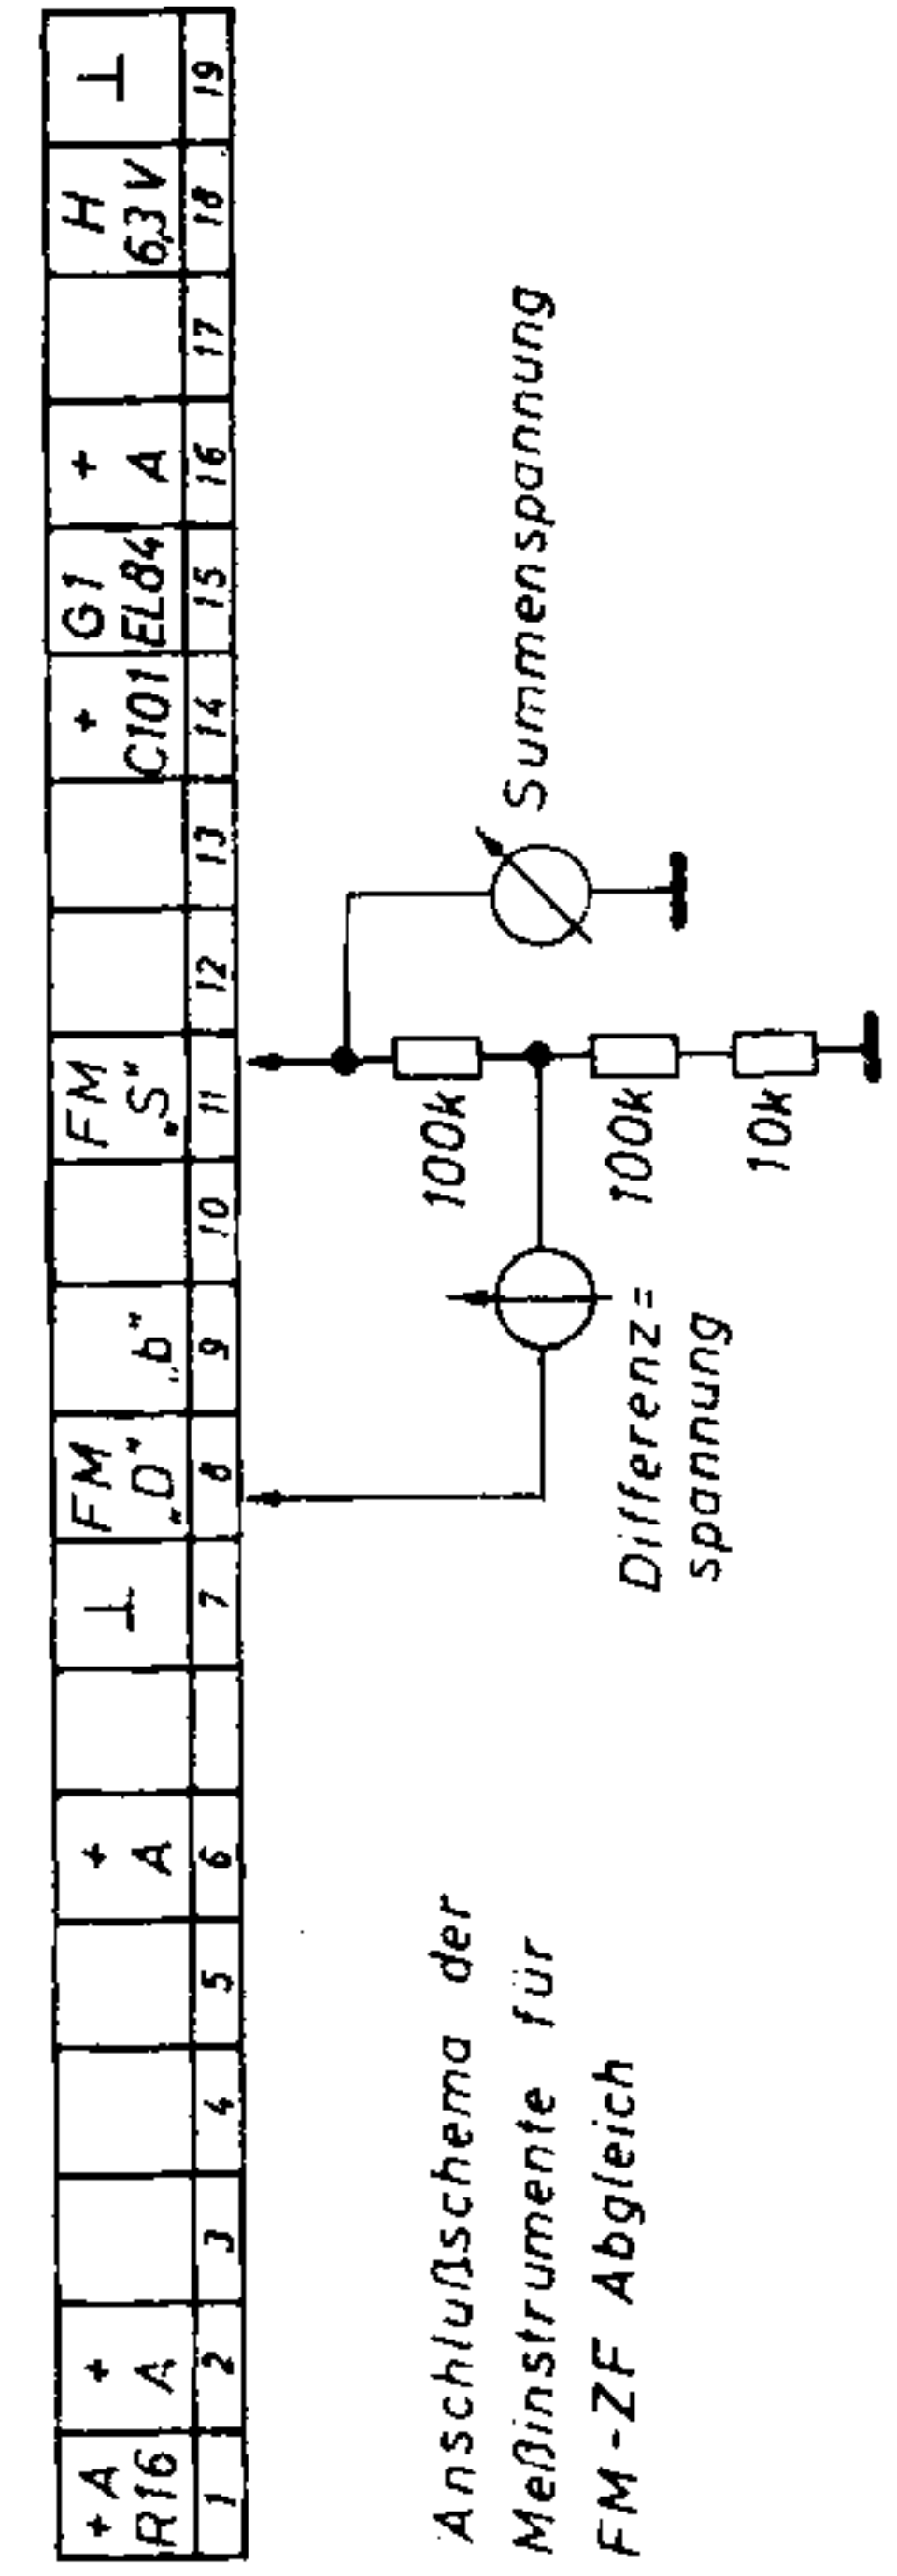 +A
R16
1
+
A
2
3
4
5
+
A
6
⊥
7
FM
„D“
8
„b“
9
10
FM
„S“
11
12
13
+
C101
14
G1
EL84
15
+
A
16
17
H
6,3V
18
⊥
19
Summenspannung
100k
100k
10k
Differenz=
spannung
Anschlußschema der
Meßinstrumente für
FM-ZF Abgleich